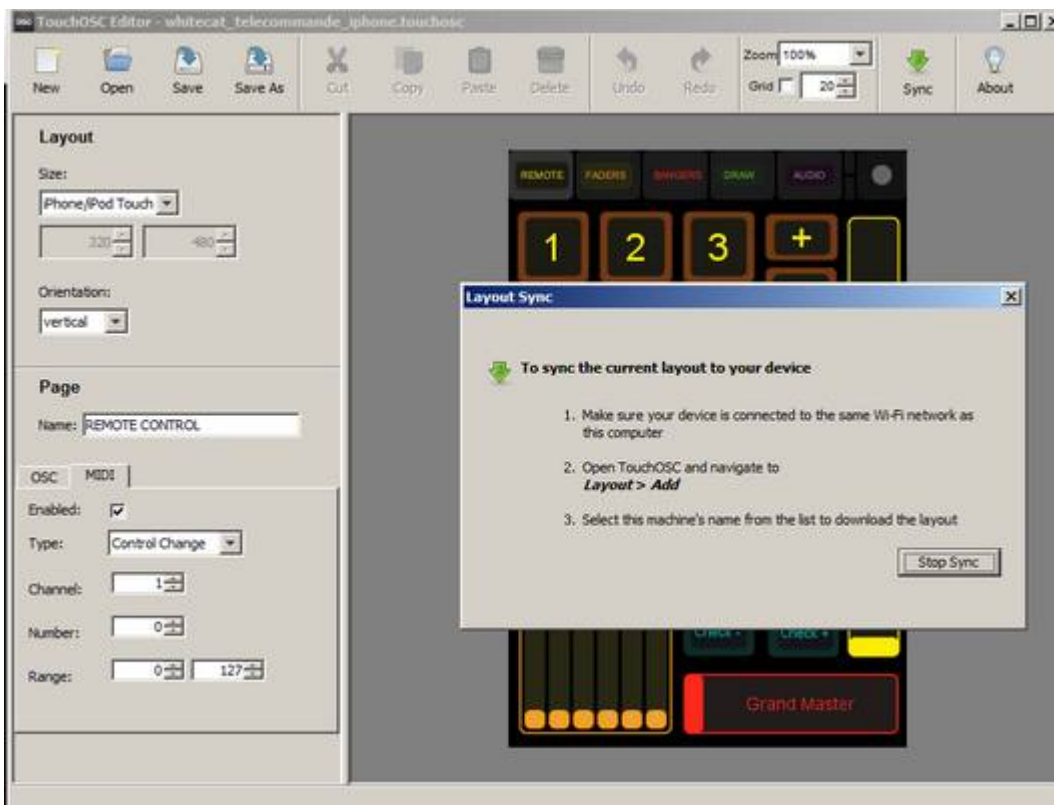 TouchOSC Editor - whitecat_telecommande_iphone.touchosc
New Open Save Save As Cut Copy Paste Delete Undo Redo Zoom 100% Grid 20 Sync About
Layout
Size:
iPhone/iPod Touch
320 480
Orientation:
vertical
Page
Name: REMOTE CONTROL
OSC MIDI
Enabled:
Type: Control Change
Channel: 1
Number: 0
Range: 0 127
REMOTE FADERS BANGERS DRAW AUDIO
1 2 3 +
Layout Sync
To sync the current layout to your device
1. Make sure your device is connected to the same Wi-Fi network as
this computer
2. Open TouchOSC and navigate to
Layout > Add
3. Select this machine's name from the list to download the layout
Stop Sync
Check - Check +
Grand Master